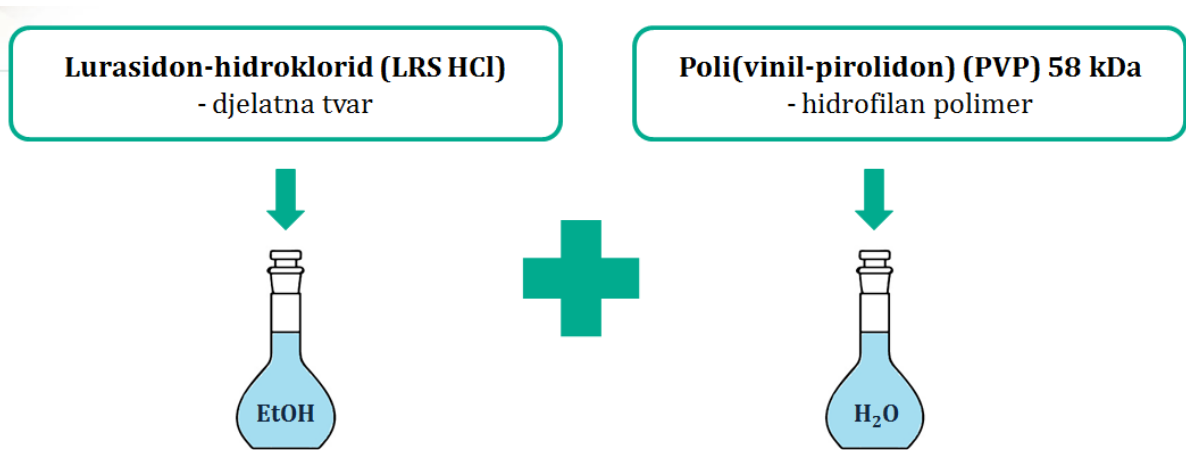 Lurasidon-hidroklorid (LRS HCl)
- djelatna tvar
Poli(vinil-pirolidon) (PVP) 58 kDa
- hidrofilan polimer
EtOH
H₂O